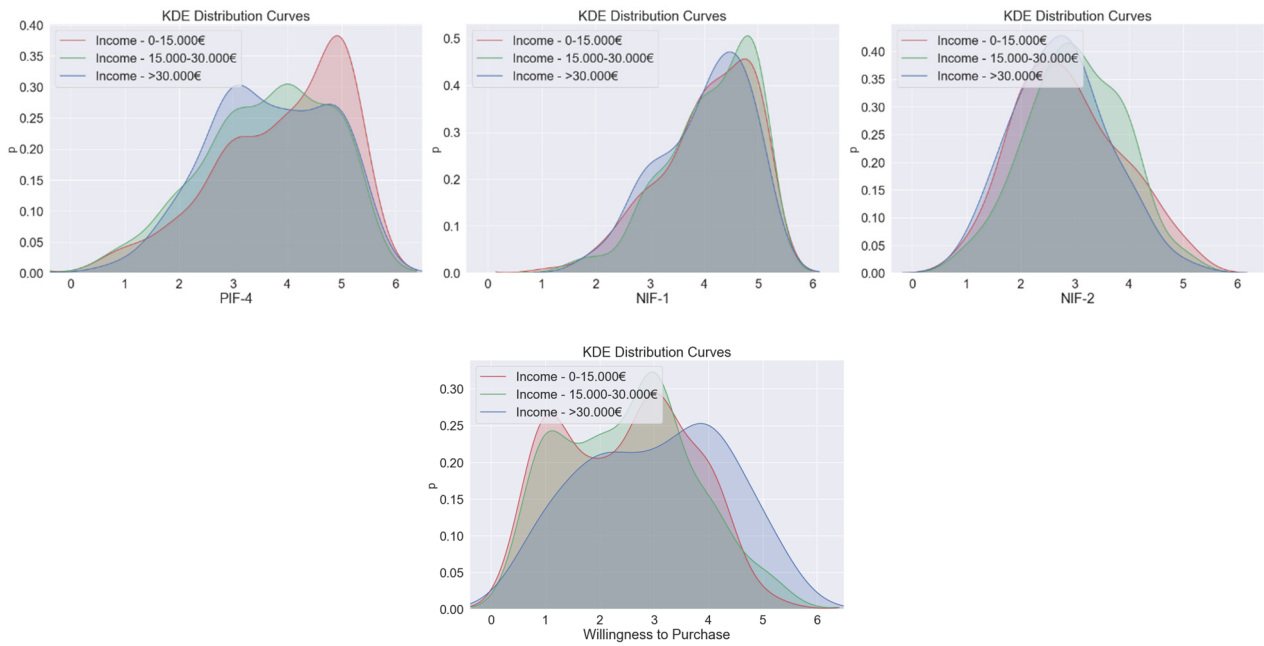 KDE Distribution Curves
0.40
0.35
0.30
0.25
0.20
0.15
0.10
0.05
0.00
p
Income - 0-15.000€
Income - 15.000-30.000€
Income - >30.000€
0 1 2 3 4 5 6
PIF-4
KDE Distribution Curves
0.5
0.4
0.3
0.2
0.1
0.0
p
Income - 0-15.000€
Income - 15.000-30.000€
Income - >30.000€
0 1 2 3 4 5 6
NIF-1
KDE Distribution Curves
0.40
0.35
0.30
0.25
0.20
0.15
0.10
0.05
0.00
p
Income - 0-15.000€
Income - 15.000-30.000€
Income - >30.000€
0 1 2 3 4 5 6
NIF-2
KDE Distribution Curves
0.30
0.25
0.20
0.15
0.10
0.05
0.00
p
Income - 0-15.000€
Income - 15.000-30.000€
Income - >30.000€
0 1 2 3 4 5 6
Willingness to Purchase